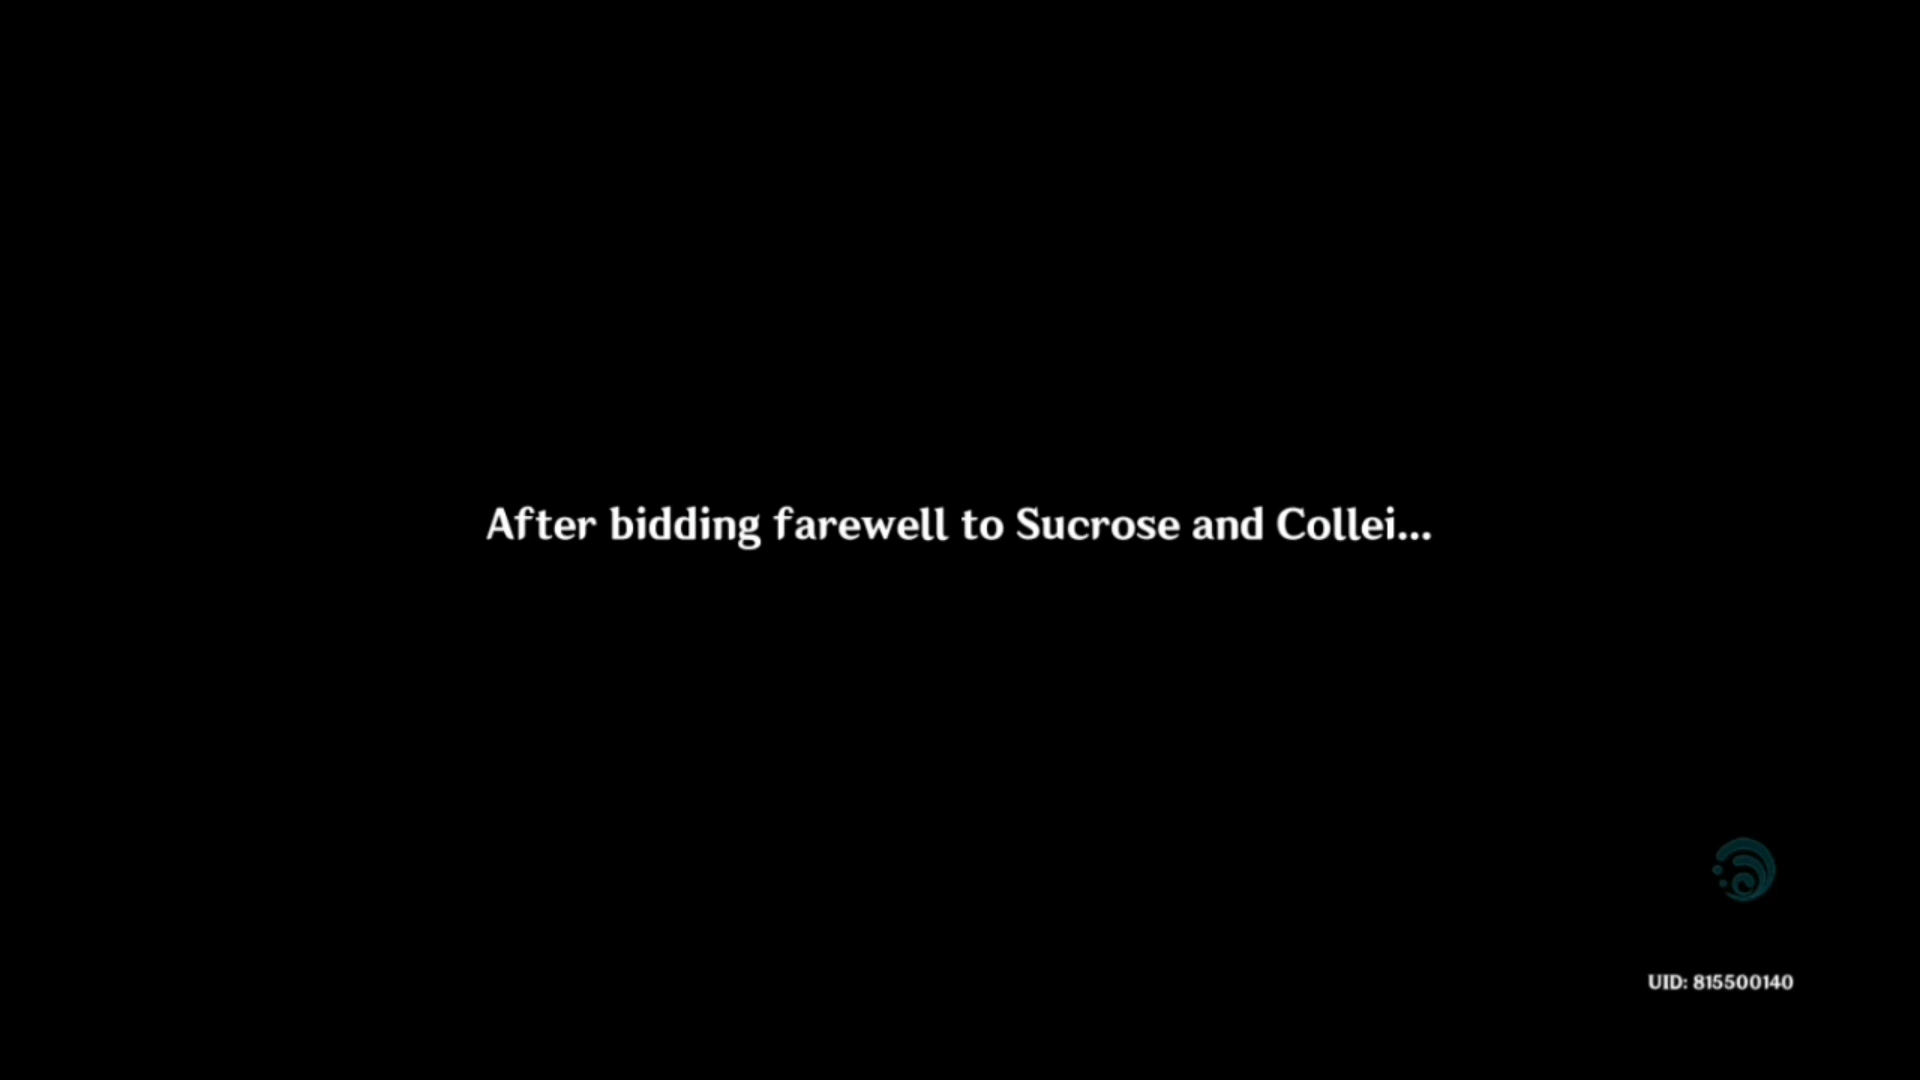 After bidding farewell to Sucrose and Collei...
UID: 815500140